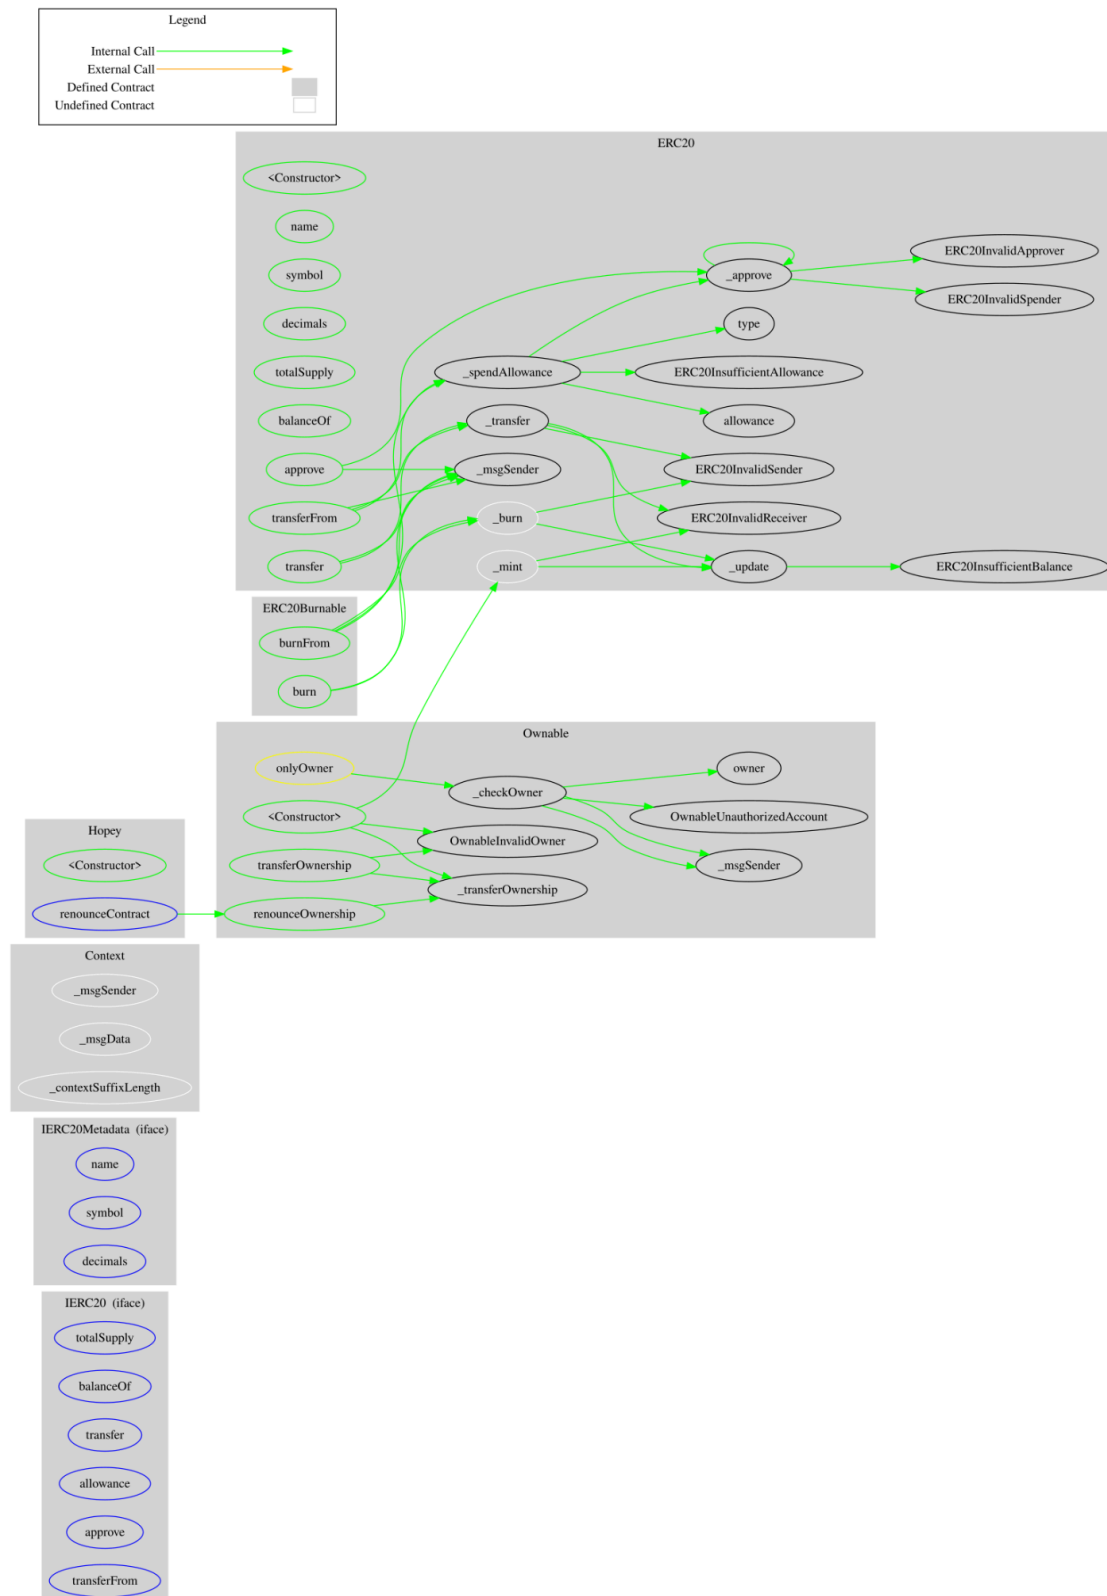 Legend
Internal Call
External Call
Defined Contract
Undefined Contract
ERC20
<Constructor>
name
symbol
decimals
totalSupply
balanceOf
approve
transferFrom
transfer
_spendAllowance
_transfer
_msgSender
_burn
_mint
_approve
type
ERC20InsufficientAllowance
allowance
ERC20InvalidSender
ERC20InvalidReceiver
_update
ERC20InvalidApprover
ERC20InvalidSpender
ERC20InsufficientBalance
ERC20Burnable
burnFrom
burn
Ownable
onlyOwner
<Constructor>
transferOwnership
renounceOwnership
_checkOwner
OwnableInvalidOwner
_transferOwnership
owner
OwnableUnauthorizedAccount
_msgSender
Hopey
<Constructor>
renounceContract
Context
_msgSender
_msgData
_contextSuffixLength
IERC20Metadata (iface)
name
symbol
decimals
IERC20 (iface)
totalSupply
balanceOf
transfer
allowance
approve
transferFrom